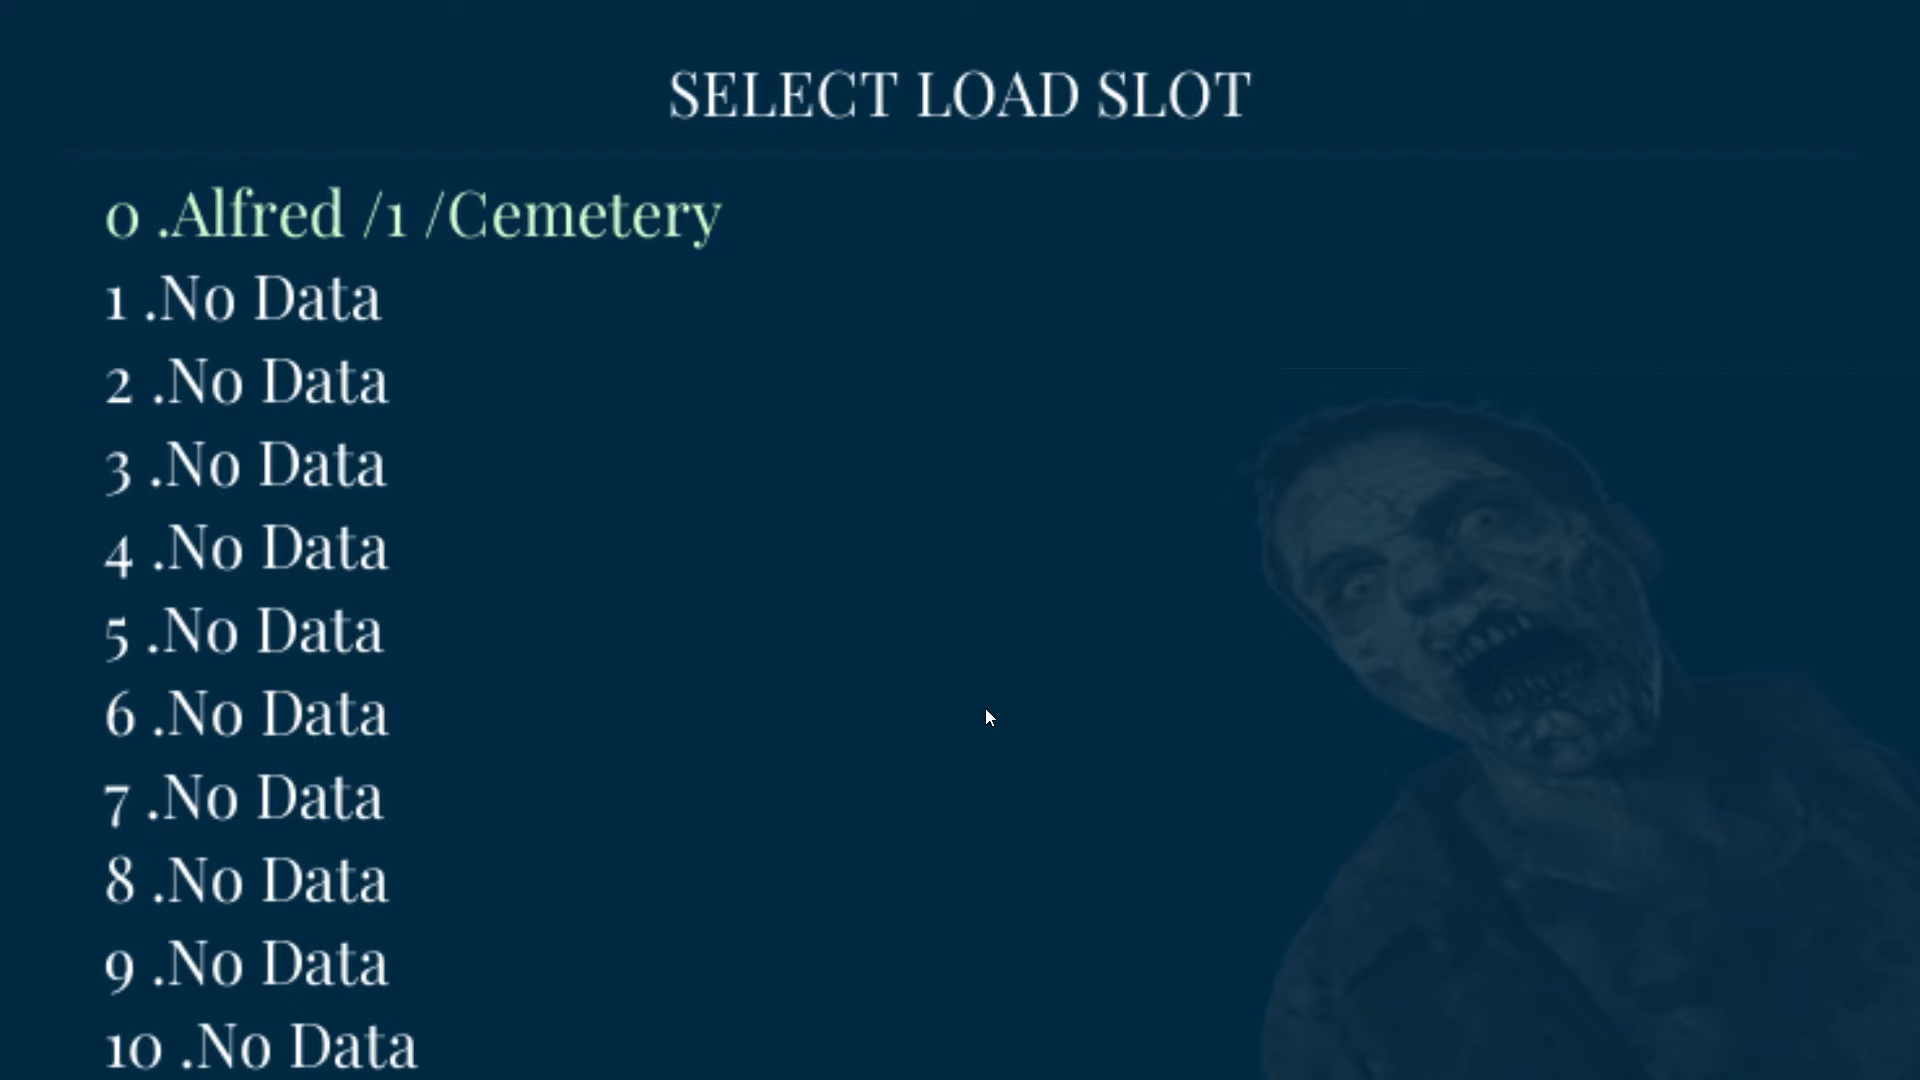 SELECT LOAD SLOT
0 .Alfred /1 /Cemetery
1 .No Data
2 .No Data
3 .No Data
4 .No Data
5 .No Data
6 .No Data
7 .No Data
8 .No Data
9 .No Data
10 .No Data